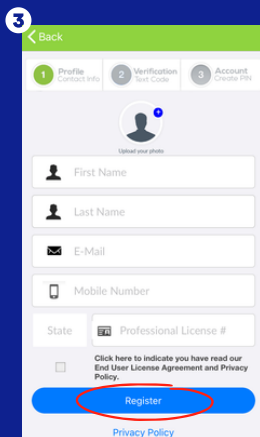 3
Back
1 Profile Contact Info 2 Verification Text Code 3 Account Create PIN
Upload your photo
First Name
Last Name
E-Mail
Mobile Number
State Professional License #
Click here to indicate you have read our
End User License Agreement and Privacy
Policy.
Register
Privacy Policy